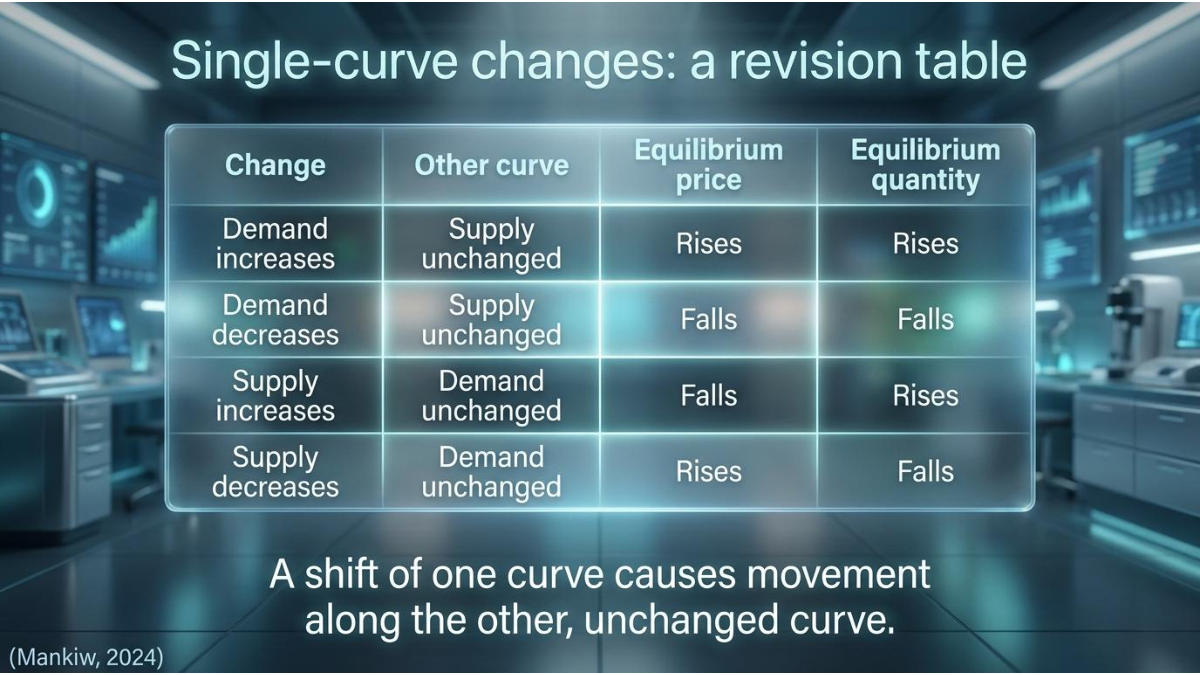 Single-curve changes: a revision table
Change
Other curve
Equilibrium
price
Equilibrium
quantity
Demand
increases
Supply
unchanged
Rises
Rises
Demand
decreases
Supply
unchanged
Falls
Falls
Supply
increases
Demand
unchanged
Falls
Rises
Supply
decreases
Demand
unchanged
Rises
Falls
A shift of one curve causes movement
along the other, unchanged curve.
(Mankiw, 2024)